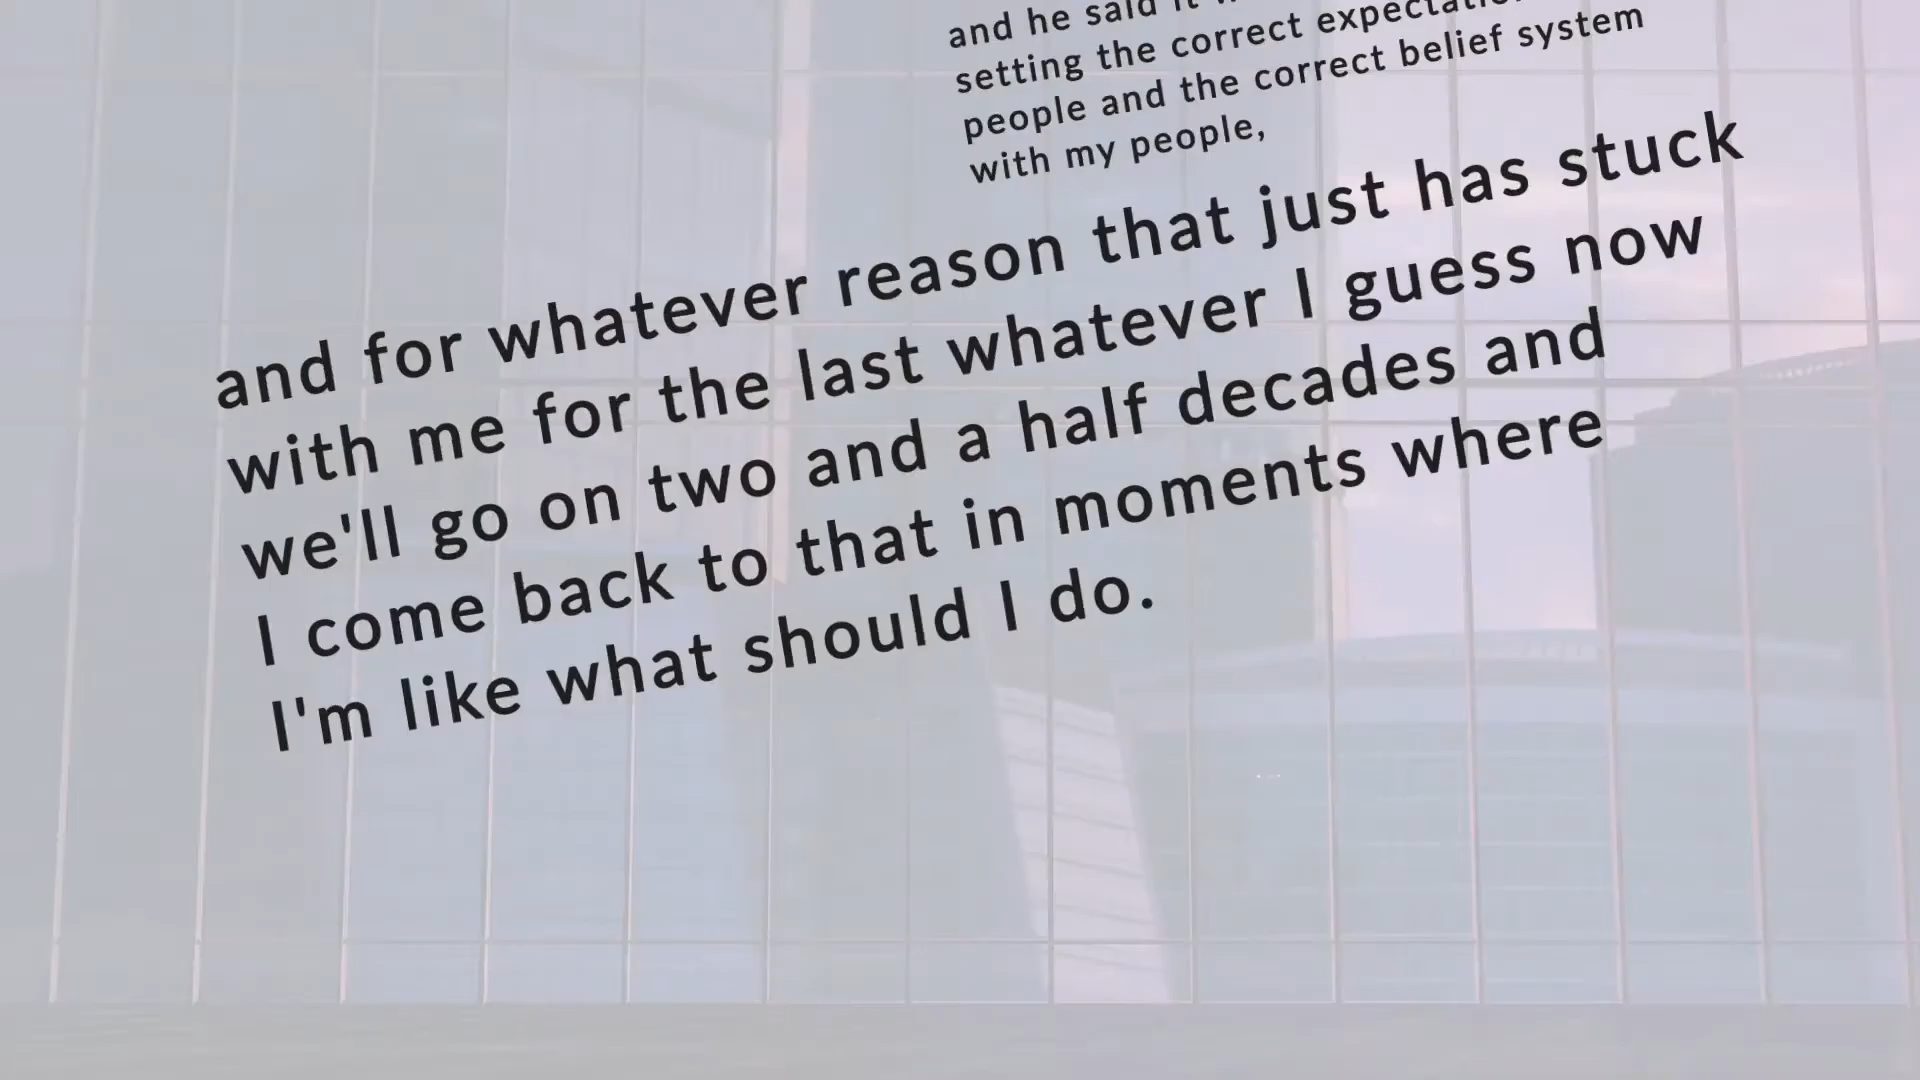 and he said it
setting the correct
people and the correct belief system
with my people,
and for whatever reason that just has stuck
with me for the last whatever I guess now
we'll go on two and a half decades and
I come back to that in moments where
I'm like what should I do.